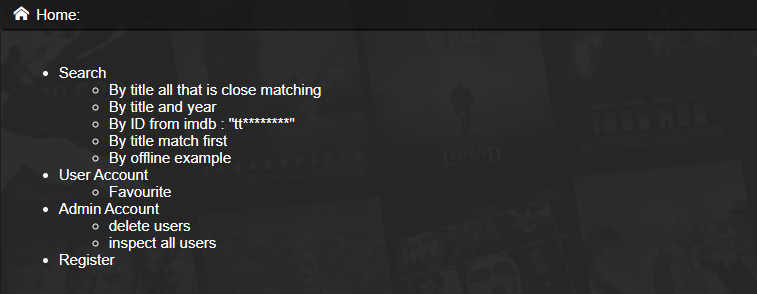 Home:
Search
By title all that is close matching
By title and year
By ID from imdb : "tt********"
By title match first
By offline example
User Account
Favourite
Admin Account
delete users
inspect all users
Register